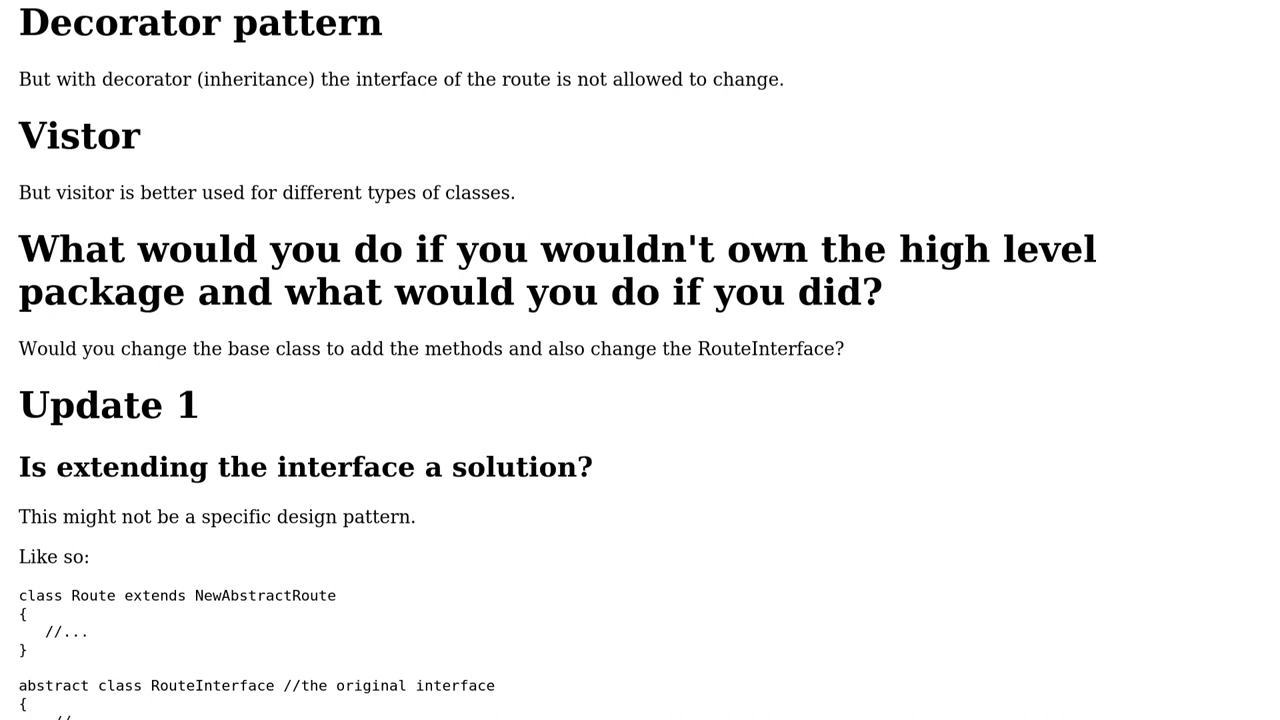 Decorator pattern
But with decorator (inheritance) the interface of the route is not allowed to change.
Vistor
But visitor is better used for different types of classes.
What would you do if you wouldn't own the high level
package and what would you do if you did?
Would you change the base class to add the methods and also change the RouteInterface?
Update 1
Is extending the interface a solution?
This might not be a specific design pattern.
Like so:
class Route extends NewAbstractRoute
{
   //...
}
abstract class RouteInterface //the original interface
{